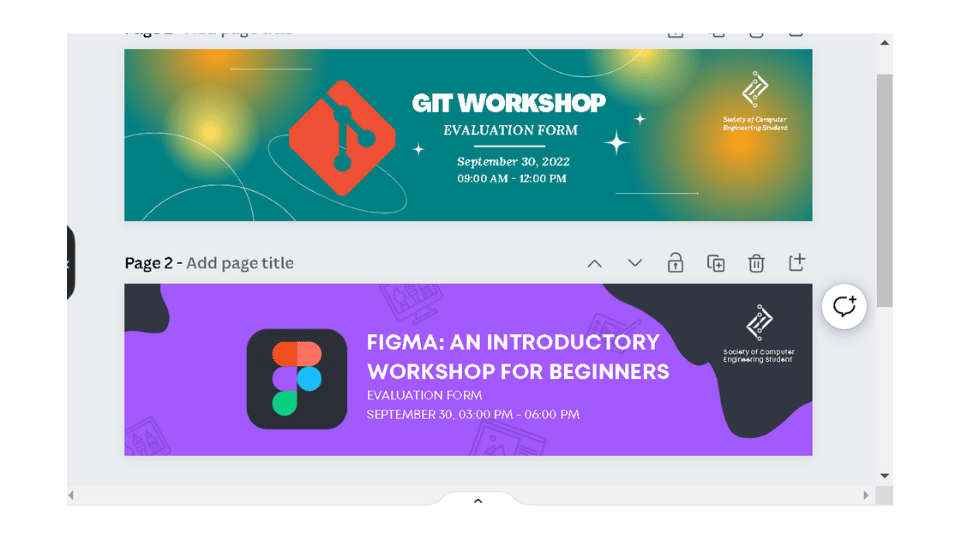 GIT WORKSHOP
EVALUATION FORM
September 30, 2022
09:00 AM - 12:00 PM
Society of Computer
Engineering Student
Page 2 - Add page title
FIGMA: AN INTRODUCTORY
WORKSHOP FOR BEGINNERS
EVALUATION FORM
SEPTEMBER 30, 03:00 PM - 06:00 PM
Society of Computer
Engineering Student